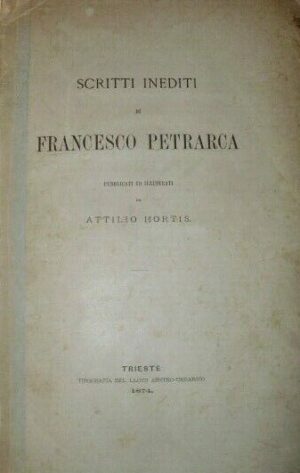 SCRITTI INEDITI
DI
FRANCESCO PETRARCA
PUBBLICATI ED ILLUSTRATI
DA
ATTILIO HORTIS.
TRIESTE
TIPOGRAFIA DEL LLOYD AUSTRO-UNGARICO
1874.